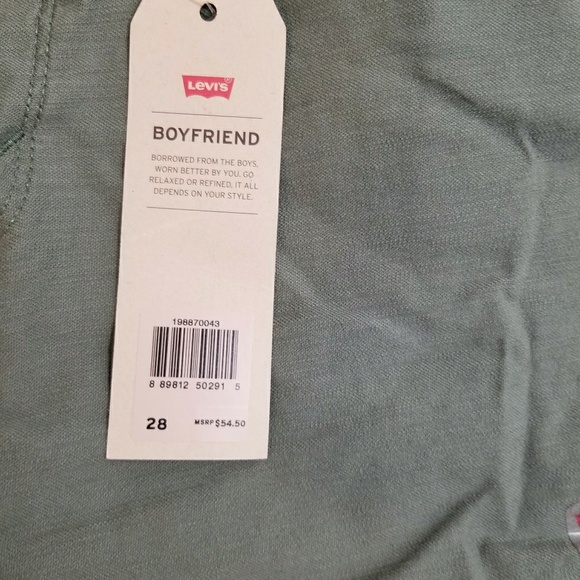 LEVI'S
BOYFRIEND
BORROWED FROM THE BOYS.
WORN BETTER BY YOU. GO
RELAXED OR REFINED, IT ALL
DEPENDS ON YOUR STYLE.
198870043
8 89812 50291 5
28 MSRP $54.50